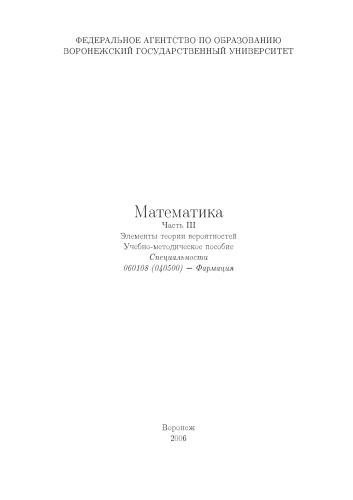 ФЕДЕРАЛЬНОЕ АГЕНТСТВО ПО ОБРАЗОВАНИЮ
ВОРОНЕЖСКИЙ ГОСУДАРСТВЕННЫЙ УНИВЕРСИТЕТ
Математика
Часть III
Элементы теории вероятностей
Учебно-методическое пособие
Специальности
060108 (040500) — Фармация
Воронеж
2006